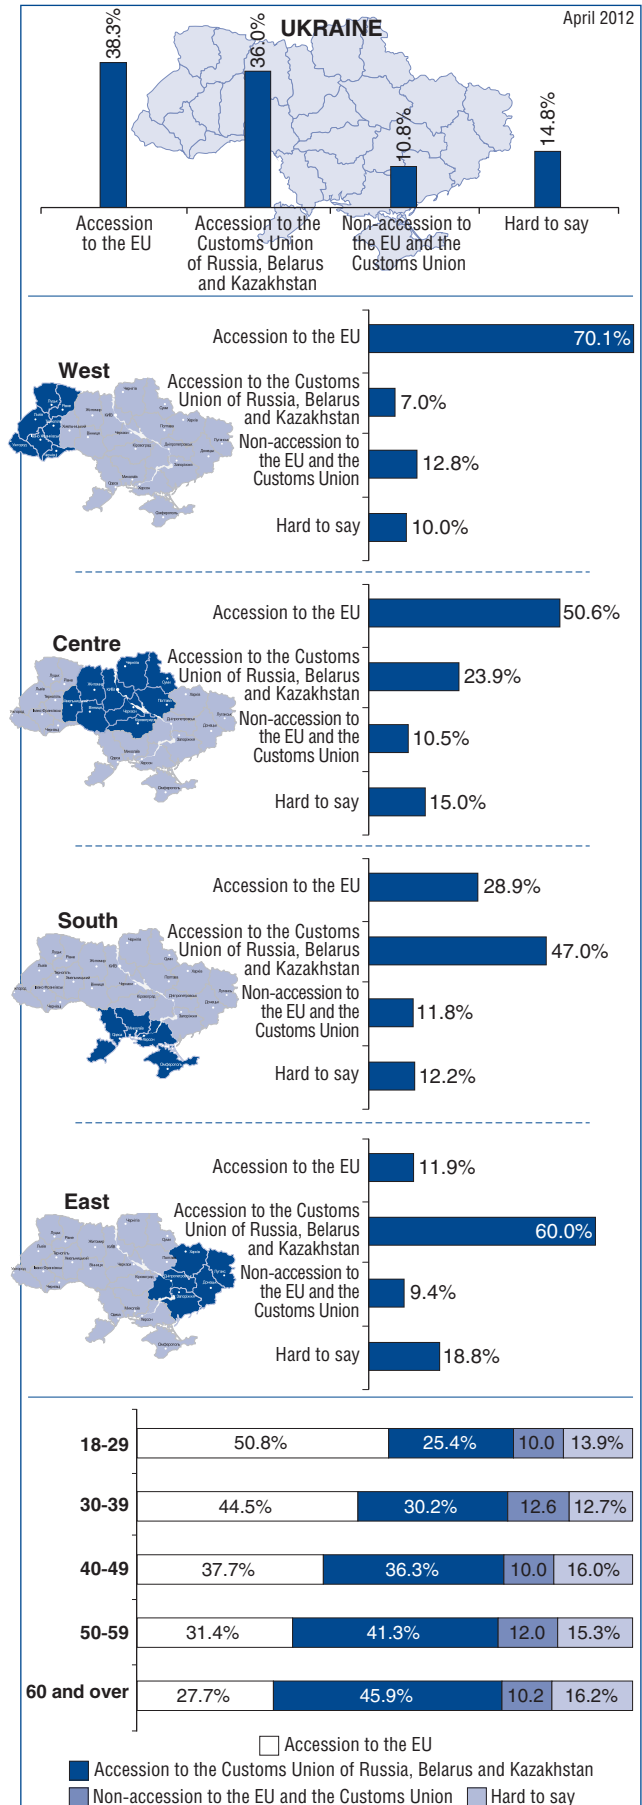 UKRAINE
April 2012
38.3%
36.0%
10.8%
14.8%
Accession
to the EU
Accession to the
Customs Union
of Russia, Belarus
and Kazakhstan
Non-accession to
the EU and the
Customs Union
Hard to say
West
Accession to the EU
70.1%
Accession to the Customs
Union of Russia, Belarus
and Kazakhstan
7.0%
Non-accession to
the EU and the
Customs Union
12.8%
Hard to say
10.0%
Centre
Accession to the EU
50.6%
Accession to the Customs
Union of Russia, Belarus
and Kazakhstan
23.9%
Non-accession to
the EU and the
Customs Union
10.5%
Hard to say
15.0%
South
Accession to the EU
28.9%
Accession to the Customs
Union of Russia, Belarus
and Kazakhstan
47.0%
Non-accession to
the EU and the
Customs Union
11.8%
Hard to say
12.2%
East
Accession to the EU
11.9%
Accession to the Customs
Union of Russia, Belarus
and Kazakhstan
60.0%
Non-accession to
the EU and the
Customs Union
9.4%
Hard to say
18.8%
18-29 50.8% 25.4% 10.0 13.9%
30-39 44.5% 30.2% 12.6 12.7%
40-49 37.7% 36.3% 10.0 16.0%
50-59 31.4% 41.3% 12.0 15.3%
60 and over 27.7% 45.9% 10.2 16.2%
Accession to the EU
Accession to the Customs Union of Russia, Belarus and Kazakhstan
Non-accession to the EU and the Customs Union Hard to say